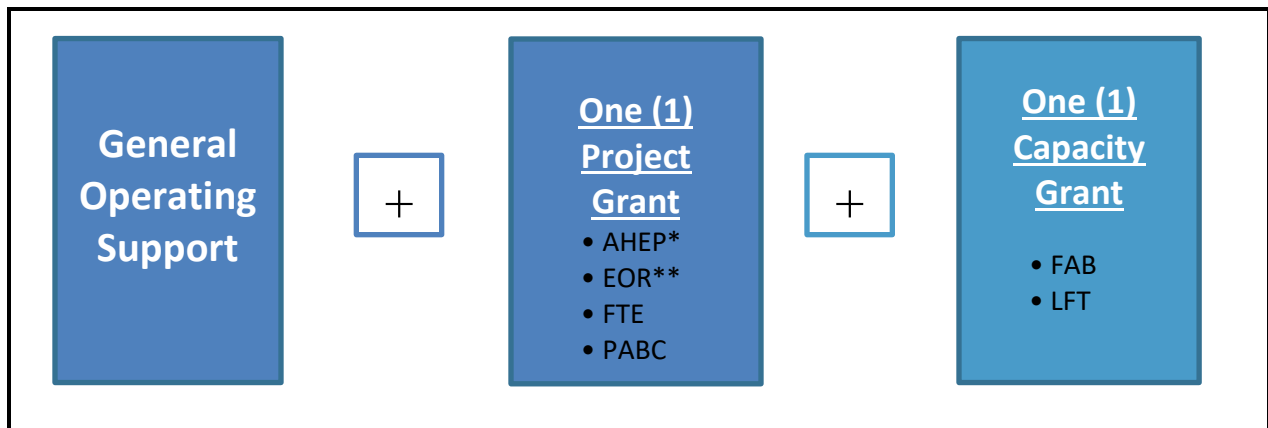 General
Operating
Support
+
One (1)
Project
Grant
• AHEP*
• EOR**
• FTE
• PABC
+
One (1)
Capacity
Grant
• FAB
• LFT